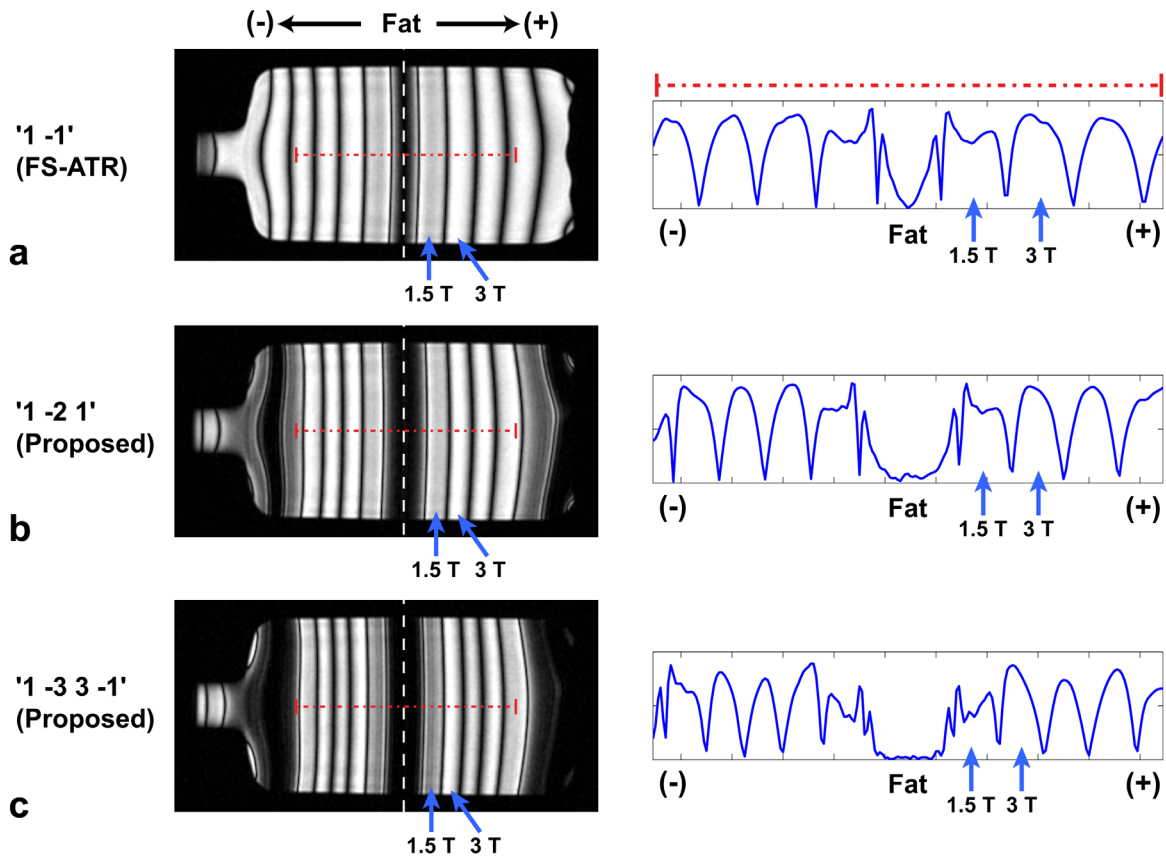 (-) Fat (+)
'1 -1'
(FS-ATR)
a
1.5 T 3 T
(-) Fat (+)
1.5 T 3 T
'1 -2 1'
(Proposed)
b
1.5 T 3 T
(-) Fat (+)
1.5 T 3 T
'1 -3 3 -1'
(Proposed)
c
1.5 T 3 T
(-) Fat (+)
1.5 T 3 T